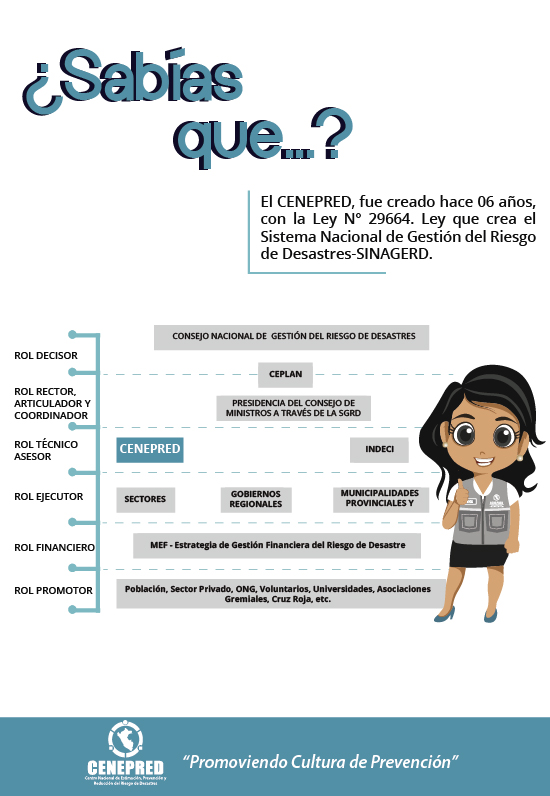 ¿Sabías
que...?
El CENEPRED, fue creado hace 06 años,
con la Ley N° 29664. Ley que crea el
Sistema Nacional de Gestión del Riesgo
de Desastres-SINAGERD.
CONSEJO NACIONAL DE GESTIÓN DEL RIESGO DE DESASTRES
ROL DECISOR
CEPLAN
ROL RECTOR,
ARTICULADOR Y
COORDINADOR
PRESIDENCIA DEL CONSEJO DE
MINISTROS A TRAVÉS DE LA SGRD
ROL TÉCNICO
ASESOR
CENEPRED
INDECI
ROL EJECUTOR
SECTORES
GOBIERNOS
REGIONALES
MUNICIPALIDADES
PROVINCIALES Y
ROL FINANCIERO
MEF - Estrategia de Gestión Financiera del Riesgo de Desastre
ROL PROMOTOR
Población, Sector Privado, ONG, Voluntarios, Universidades, Asociaciones
Gremiales, Cruz Roja, etc.
CENEPRED
Centro Nacional de Estimación, Prevención y
Reducción del Riesgo de Desastres
“Promoviendo Cultura de Prevención”